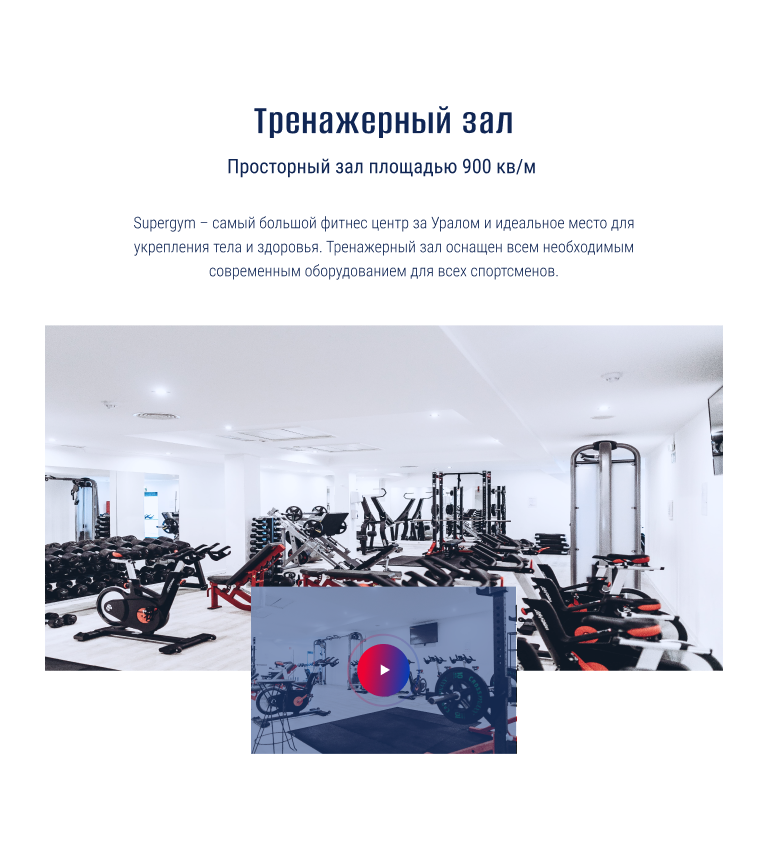 Тренажерный зал
Просторный зал площадью 900 кв/м
Supergym – самый большой фитнес центр за Уралом и идеальное место для
укрепления тела и здоровья. Тренажерный зал оснащен всем необходимым
современным оборудованием для всех спортсменов.